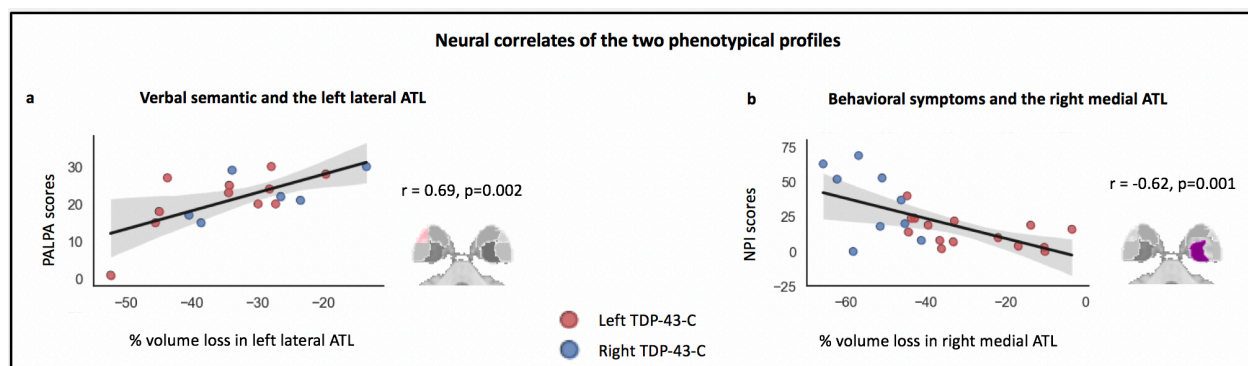 Neural correlates of the two phenotypical profiles
a Verbal semantic and the left lateral ATL
PALPA scores
30
20
10
0
−50 −40 −30 −20
% volume loss in left lateral ATL
r = 0.69, p=0.002
b Behavioral symptoms and the right medial ATL
NPI scores
75
50
25
0
−25
−60 −40 −20 0
% volume loss in right medial ATL
r = -0.62, p=0.001
Left TDP-43-C
Right TDP-43-C